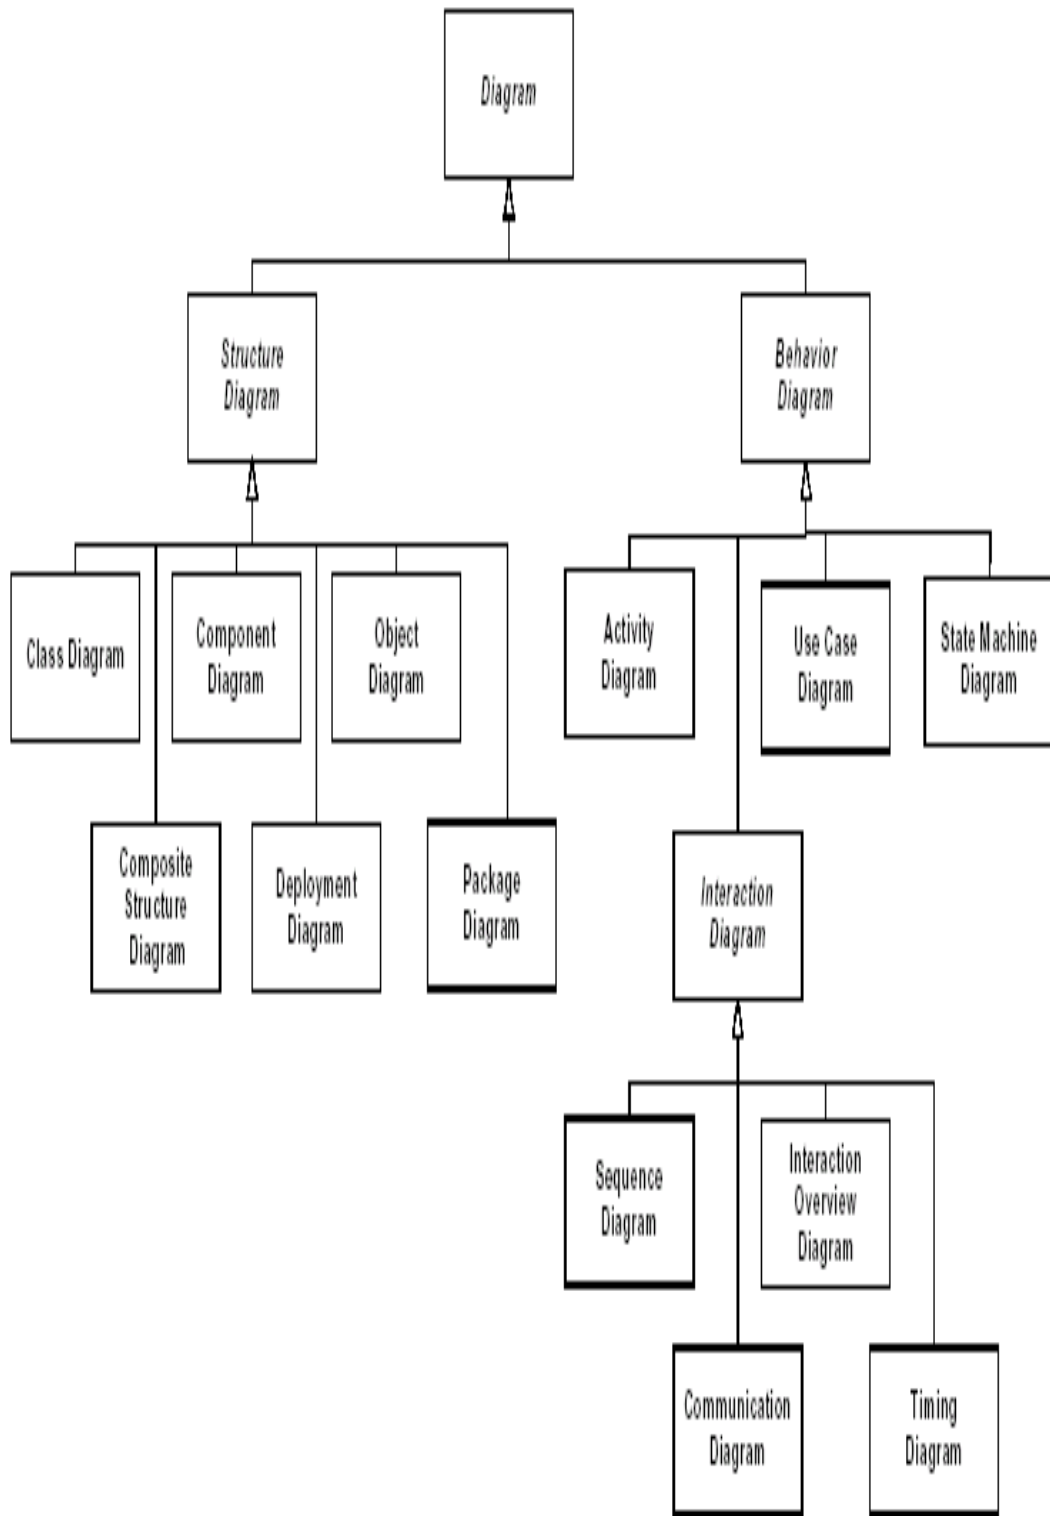 Diagram
Structure
Diagram
Behavior
Diagram
Class Diagram
Component
Diagram
Object
Diagram
Activity
Diagram
Use Case
Diagram
State Machine
Diagram
Composite
Structure
Diagram
Deployment
Diagram
Package
Diagram
Interaction
Diagram
Sequence
Diagram
Interaction
Overview
Diagram
Communication
Diagram
Timing
Diagram